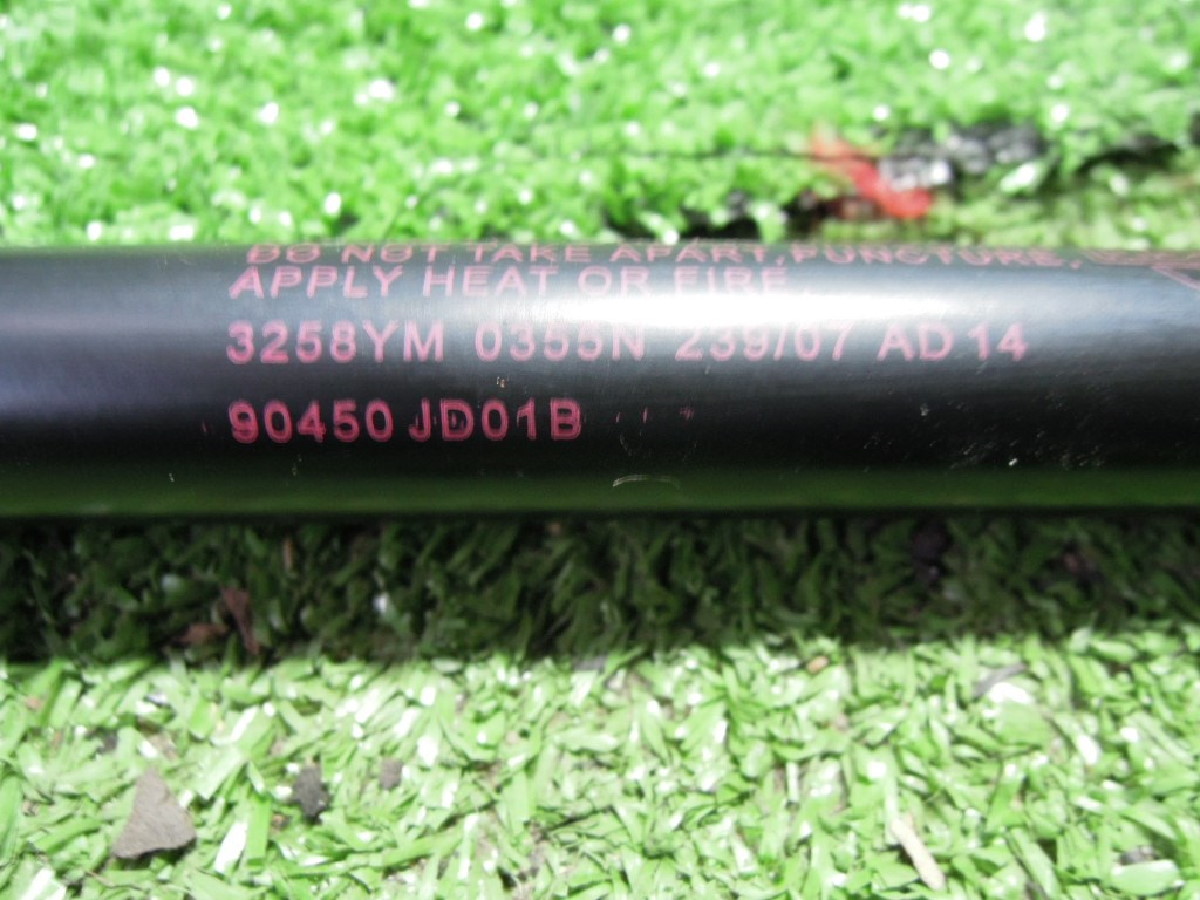 DO NOT TAKE APART, PUNCTURE,
APPLY HEAT OR FIRE.
3258YM 0355N 239/07 AD 14
90450 JD01B